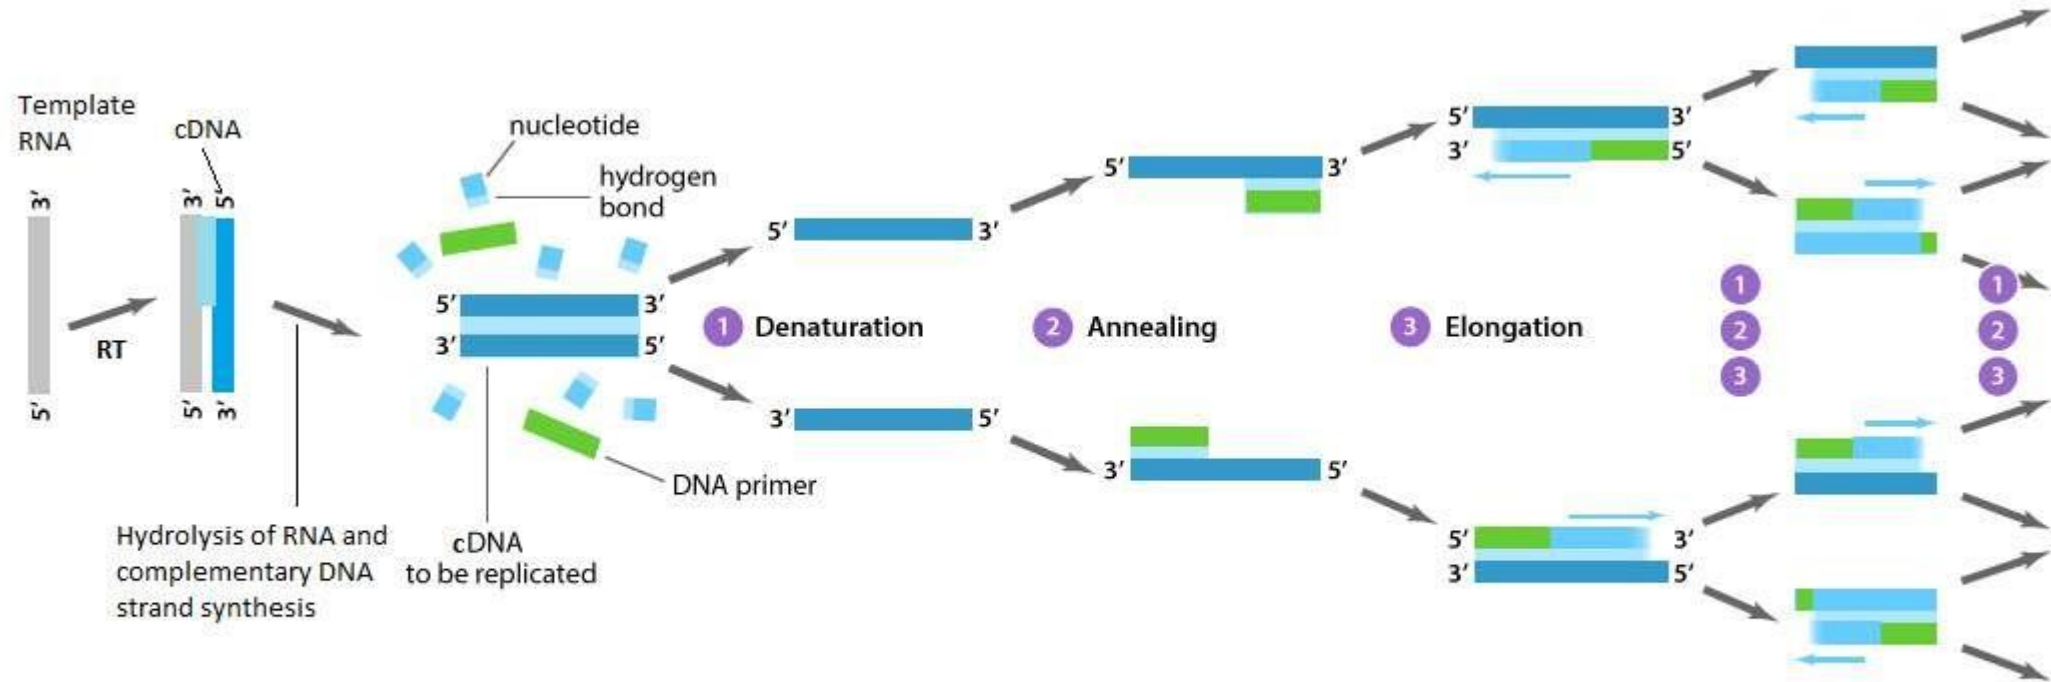 Template
RNA
3′
5′
RT
cDNA
3′ 5′
5′ 3′
Hydrolysis of RNA and
complementary DNA
strand synthesis
nucleotide
hydrogen
bond
5′ 3′
3′ 5′
DNA primer
cDNA
to be replicated
5′ 3′
1 Denaturation
3′ 5′
5′ 3′
2 Annealing
3′ 5′
5′ 3′
3′ 5′
3 Elongation
5′ 3′
3′ 5′
1
2
3
1
2
3